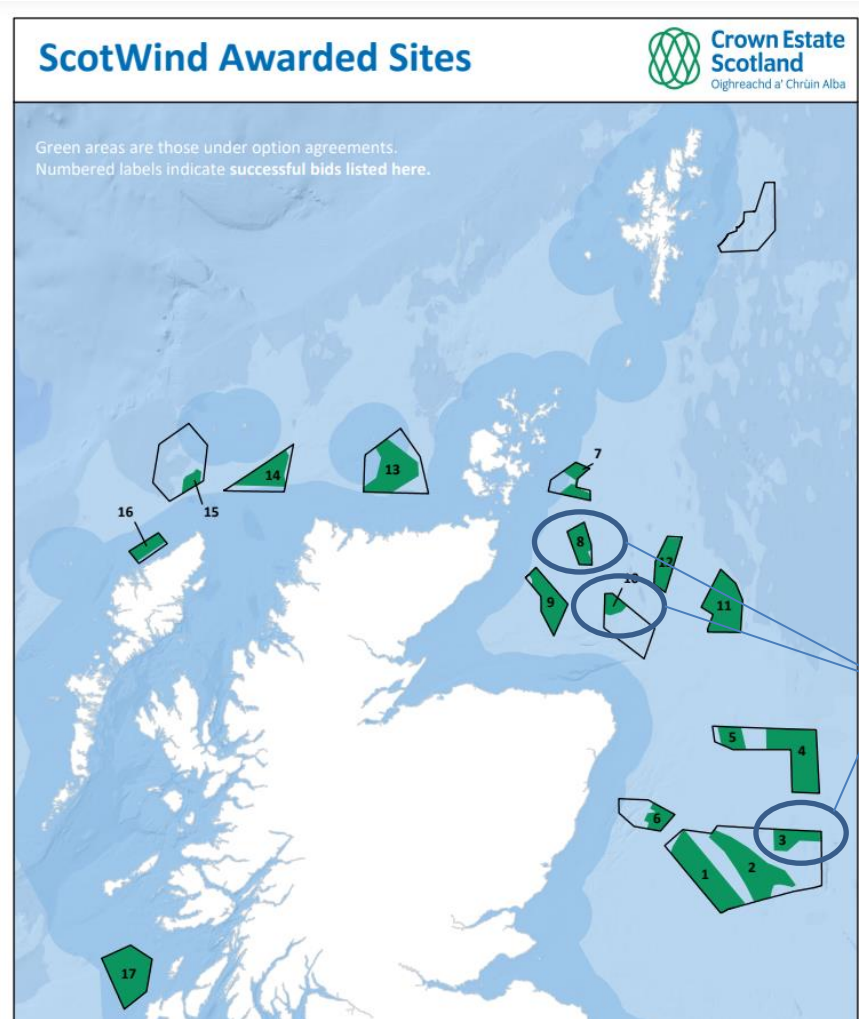 ScotWind Awarded Sites
Crown Estate
Scotland
Oighreachd a' Chrùin Alba
Green areas are those under option agreements.
Numbered labels indicate successful bids listed here.
7
13
14
15
16
8
12
10
9
11
5
4
6
3
2
1
17